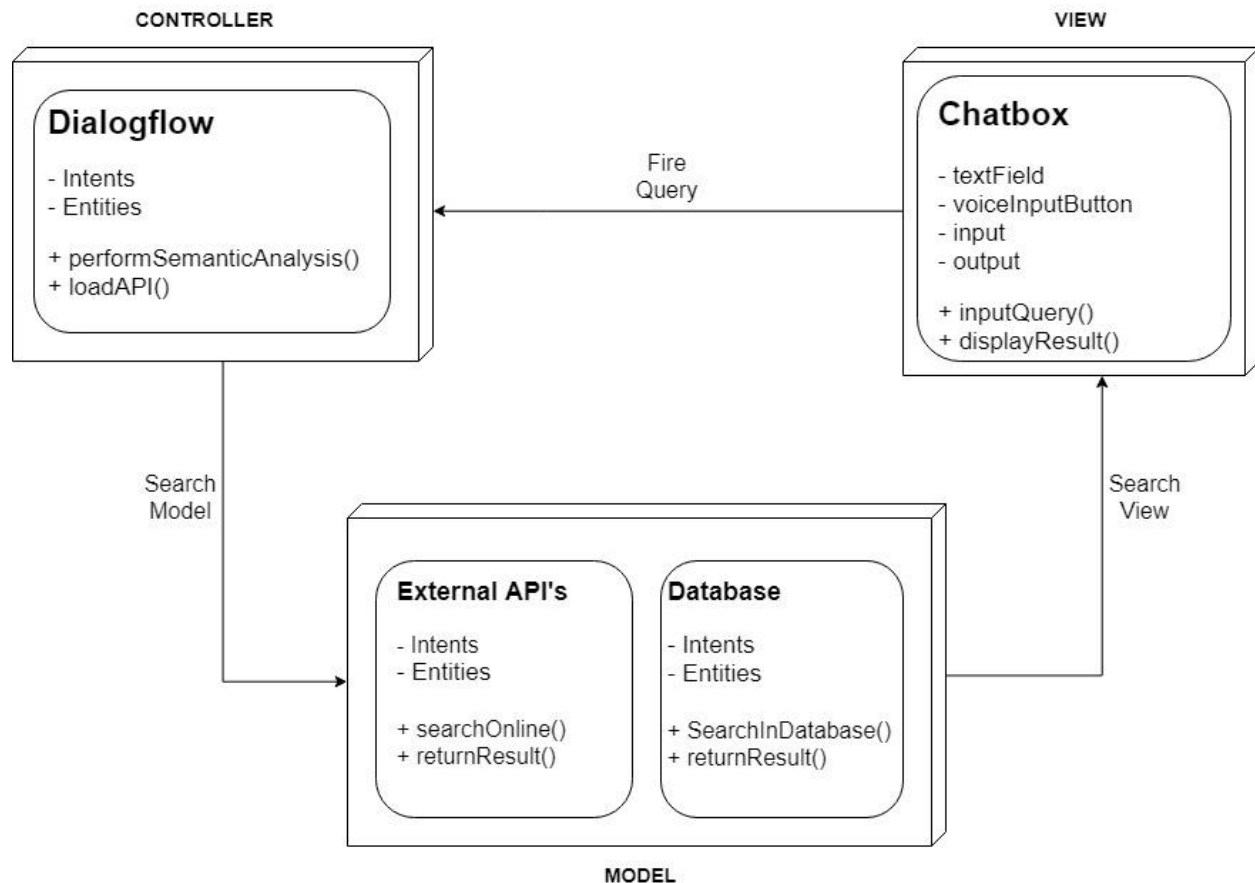 CONTROLLER
VIEW
Dialogflow
- Intents
- Entities
+ performSemanticAnalysis()
+ loadAPI()
Fire
Query
Chatbox
- textField
- voiceInputButton
- input
- output
+ inputQuery()
+ displayResult()
Search
Model
Search
View
External API's
- Intents
- Entities
+ searchOnline()
+ returnResult()
Database
- Intents
- Entities
+ SearchInDatabase()
+ returnResult()
MODEL